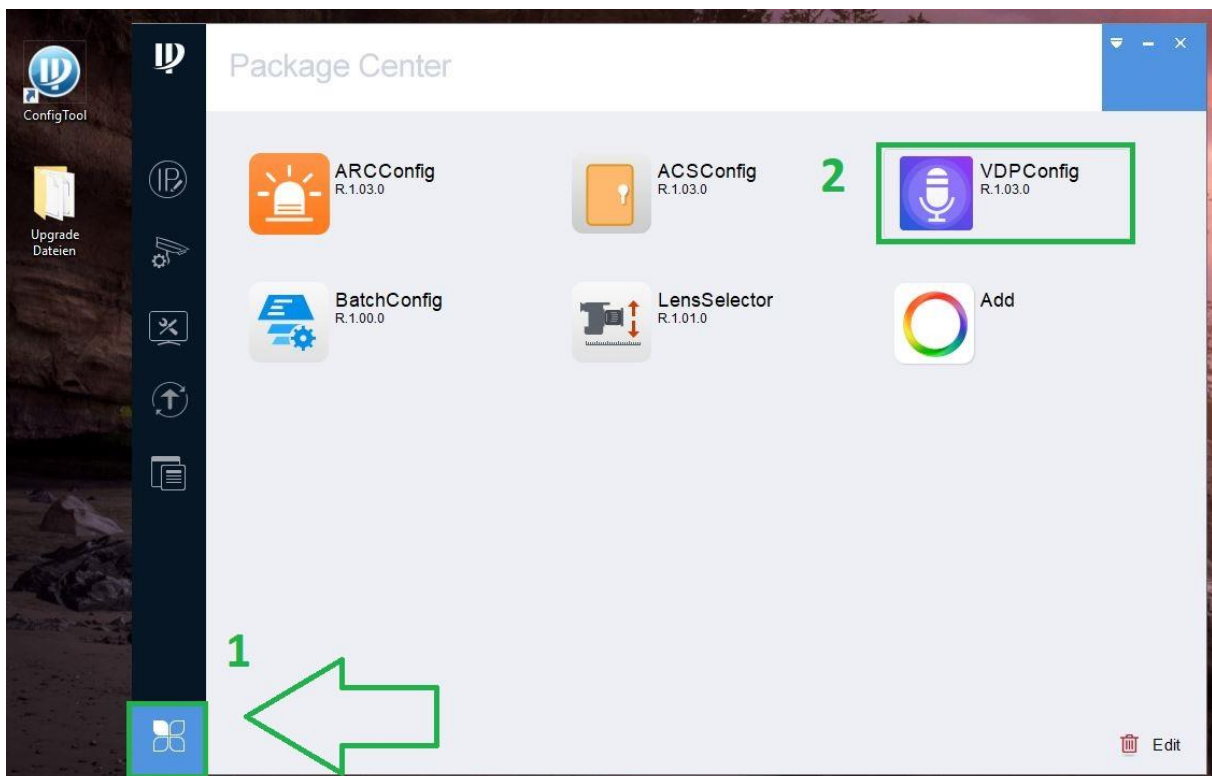 ConfigTool
Upgrade
Dateien
Package Center
ARCConfig
R.1.03.0
ACSConfig
R.1.03.0
2
VDPConfig
R.1.03.0
BatchConfig
R.1.00.0
LensSelector
R.1.01.0
Add
1
Edit